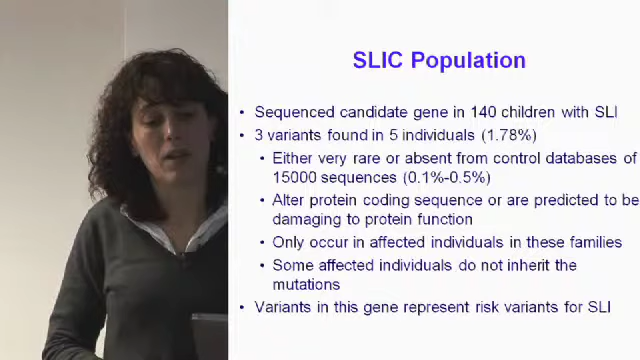 SLIC Population
• Sequenced candidate gene in 140 children with SLI
• 3 variants found in 5 individuals (1.78%)
• Either very rare or absent from control databases of
15000 sequences (0.1%-0.5%)
• Alter protein coding sequence or are predicted to be
damaging to protein function
• Only occur in affected individuals in these families
• Some affected individuals do not inherit the
mutations
• Variants in this gene represent risk variants for SLI